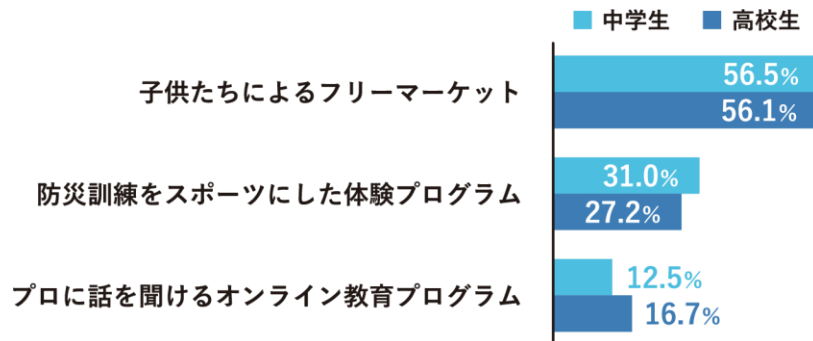 中学生 高校生
子供たちによるフリーマーケット
56.5%
56.1%
防災訓練をスポーツにした体験プログラム
31.0%
27.2%
プロに話を聞けるオンライン教育プログラム
12.5%
16.7%